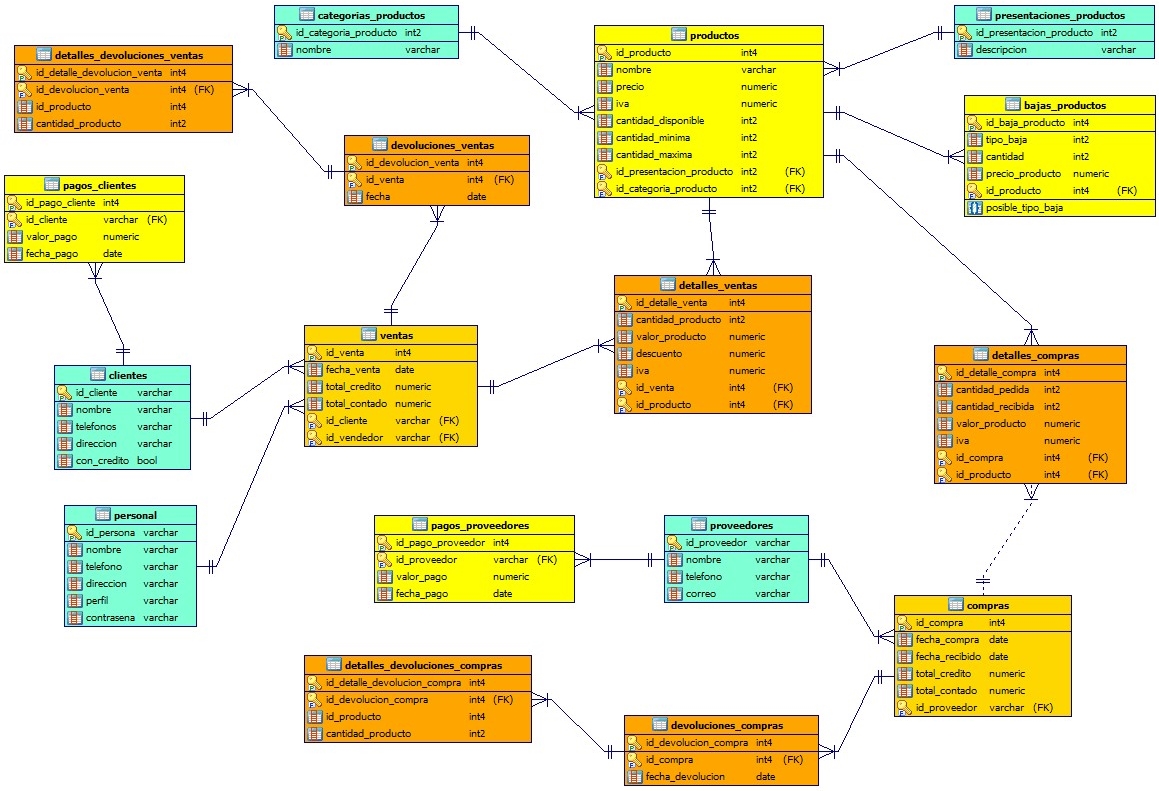 categorias_productos
id_categoria_producto int2
nombre varchar
productos
id_producto int4
nombre varchar
precio numeric
iva numeric
cantidad_disponible int2
cantidad_minima int2
cantidad_maxima int2
id_presentacion_producto int2 (FK)
id_categoria_producto int2 (FK)
presentaciones_productos
id_presentacion_producto int2
descripcion varchar
detalles_devoluciones_ventas
id_detalle_devolucion_venta int4
id_devolucion_venta int4 (FK)
id_producto int4
cantidad_producto int2
bajas_productos
id_baja_producto int4
tipo_baja int2
cantidad int2
precio_producto numeric
id_producto int4 (FK)
posible_tipo_baja
devoluciones_ventas
id_devolucion_venta int4
id_venta int4 (FK)
fecha date
pagos_clientes
id_pago_cliente int4
id_cliente varchar (FK)
valor_pago numeric
fecha_pago date
detalles_ventas
id_detalle_venta int4
cantidad_producto int2
valor_producto numeric
descuento numeric
iva numeric
id_venta int4 (FK)
id_producto int4 (FK)
ventas
id_venta int4
fecha_venta date
total_credito numeric
total_contado numeric
id_cliente varchar (FK)
id_vendedor varchar (FK)
clientes
id_cliente varchar
nombre varchar
telefonos varchar
direccion varchar
con_credito bool
detalles_compras
id_detalle_compra int4
cantidad_pedida int2
cantidad_recibida int2
valor_producto numeric
iva numeric
id_compra int4 (FK)
id_producto int4 (FK)
personal
id_persona varchar
nombre varchar
telefono varchar
direccion varchar
perfil varchar
contrasena varchar
pagos_proveedores
id_pago_proveedor int4
id_proveedor varchar (FK)
valor_pago numeric
fecha_pago date
proveedores
id_proveedor varchar
nombre varchar
telefono varchar
correo varchar
compras
id_compra int4
fecha_compra date
fecha_recibido date
total_credito numeric
total_contado numeric
id_proveedor varchar (FK)
detalles_devoluciones_compras
id_detalle_devolucion_compra int4
id_devolucion_compra int4 (FK)
id_producto int4
cantidad_producto int2
devoluciones_compras
id_devolucion_compra int4
id_compra int4 (FK)
fecha_devolucion date